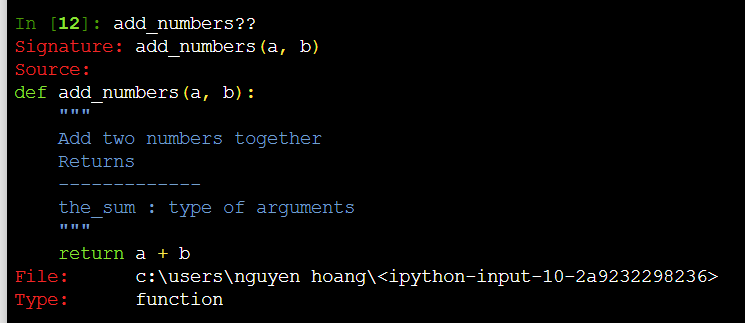 In [12]: add_numbers??
Signature: add_numbers(a, b)
Source:
def add_numbers(a, b):
    """
    Add two numbers together
    Returns
    -------------
    the_sum : type of arguments
    """
    return a + b
File:      c:\users\nguyen hoang\<ipython-input-10-2a9232298236>
Type:      function